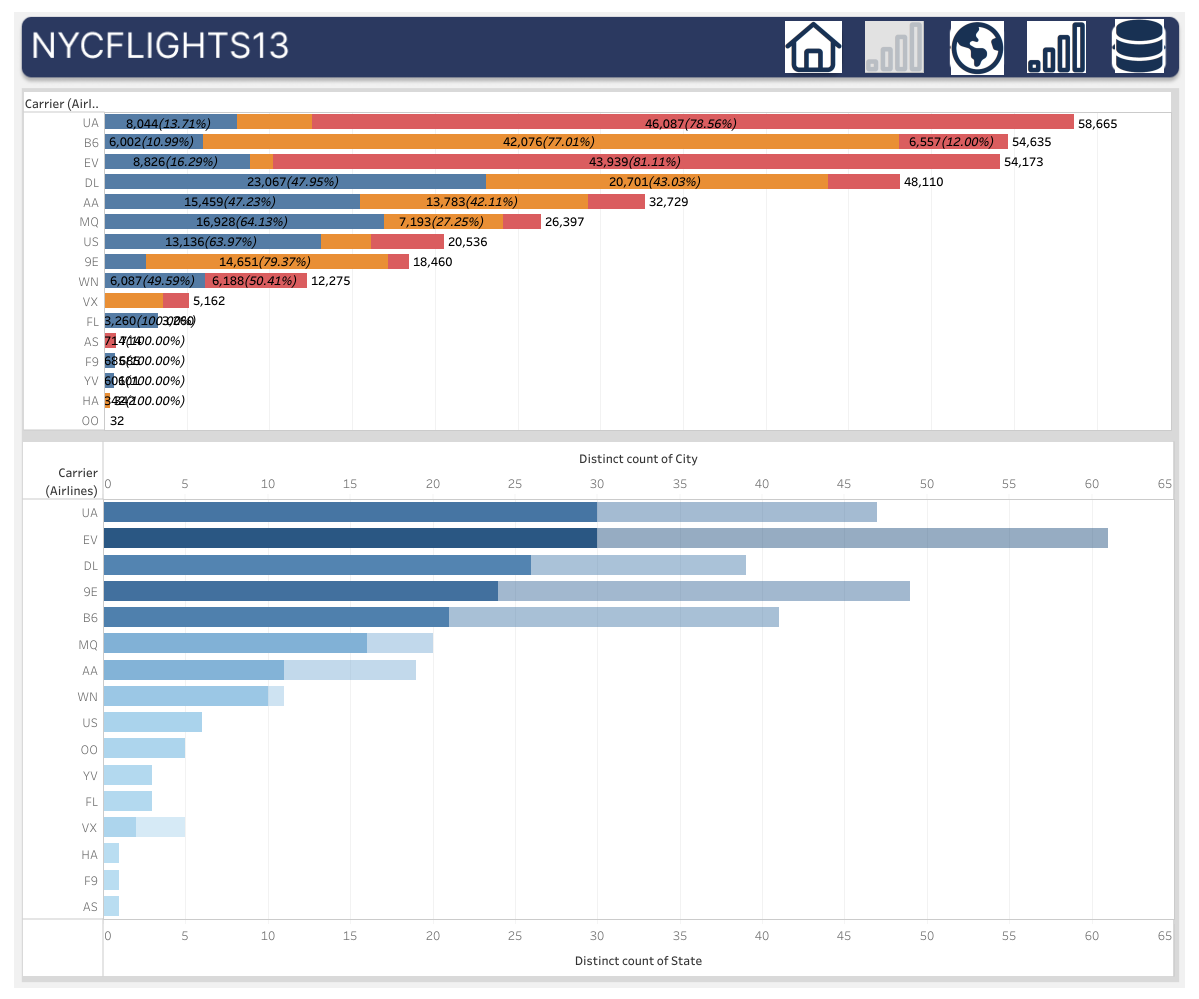 NYCFLIGHTS13
Carrier (Airl..
UA 8,044(13.71%) 46,087(78.56%) 58,665
B6 6,002(10.99%) 42,076(77.01%) 6,557(12.00%) 54,635
EV 8,826(16.29%) 43,939(81.11%) 54,173
DL 23,067(47.95%) 20,701(43.03%) 48,110
AA 15,459(47.23%) 13,783(42.11%) 32,729
MQ 16,928(64.13%) 7,193(27.25%) 26,397
US 13,136(63.97%) 20,536
9E 14,651(79.37%) 18,460
WN 6,087(49.59%) 6,188(50.41%) 12,275
VX 5,162
FL 3,260(100.00%) 3,260
AS 714(100.00%) 714
F9 685(100.00%) 685
YV 601(100.00%) 601
HA 342(100.00%) 342
OO 32
Distinct count of City
Carrier
(Airlines)
0 5 10 15 20 25 30 35 40 45 50 55 60 65
UA
EV
DL
9E
B6
MQ
AA
WN
US
OO
YV
FL
VX
HA
F9
AS
0 5 10 15 20 25 30 35 40 45 50 55 60 65
Distinct count of State